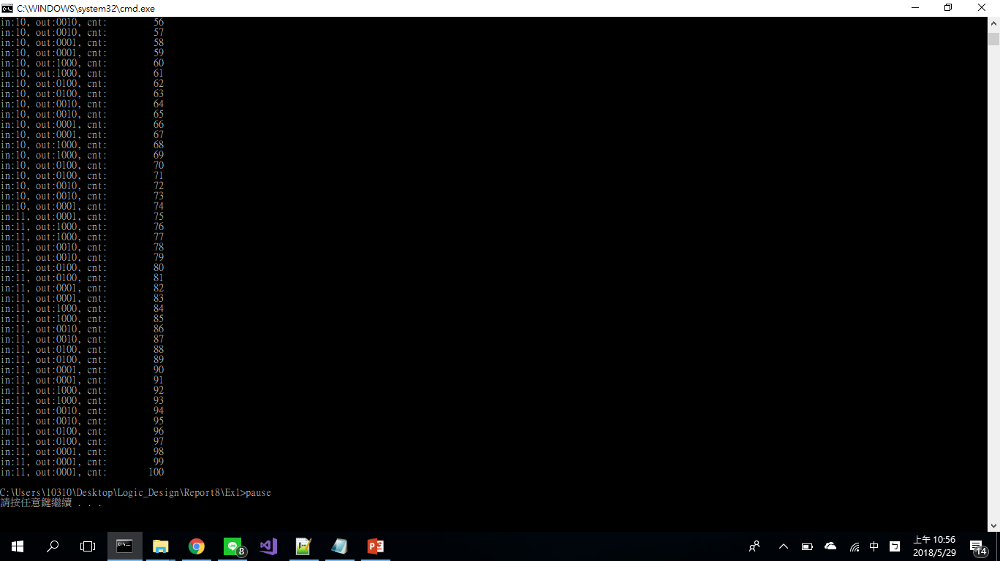 C:\WINDOWS\system32\cmd.exe
in:10, out:0010, cnt: 56
in:10, out:0010, cnt: 57
in:10, out:0001, cnt: 58
in:10, out:0001, cnt: 59
in:10, out:1000, cnt: 60
in:10, out:1000, cnt: 61
in:10, out:0100, cnt: 62
in:10, out:0100, cnt: 63
in:10, out:0010, cnt: 64
in:10, out:0010, cnt: 65
in:10, out:0001, cnt: 66
in:10, out:0001, cnt: 67
in:10, out:1000, cnt: 68
in:10, out:1000, cnt: 69
in:10, out:0100, cnt: 70
in:10, out:0100, cnt: 71
in:10, out:0010, cnt: 72
in:10, out:0010, cnt: 73
in:10, out:0001, cnt: 74
in:11, out:0001, cnt: 75
in:11, out:1000, cnt: 76
in:11, out:1000, cnt: 77
in:11, out:0010, cnt: 78
in:11, out:0010, cnt: 79
in:11, out:0100, cnt: 80
in:11, out:0100, cnt: 81
in:11, out:0001, cnt: 82
in:11, out:0001, cnt: 83
in:11, out:1000, cnt: 84
in:11, out:1000, cnt: 85
in:11, out:0010, cnt: 86
in:11, out:0010, cnt: 87
in:11, out:0100, cnt: 88
in:11, out:0100, cnt: 89
in:11, out:0001, cnt: 90
in:11, out:0001, cnt: 91
in:11, out:1000, cnt: 92
in:11, out:1000, cnt: 93
in:11, out:0010, cnt: 94
in:11, out:0010, cnt: 95
in:11, out:0100, cnt: 96
in:11, out:0100, cnt: 97
in:11, out:0001, cnt: 98
in:11, out:0001, cnt: 99
in:11, out:0001, cnt: 100
C:\Users\10310\Desktop\Logic_Design\Report8\Ex1>pause
請按任意鍵繼續 . . .
8
中
上午 10:56
2018/5/29
14